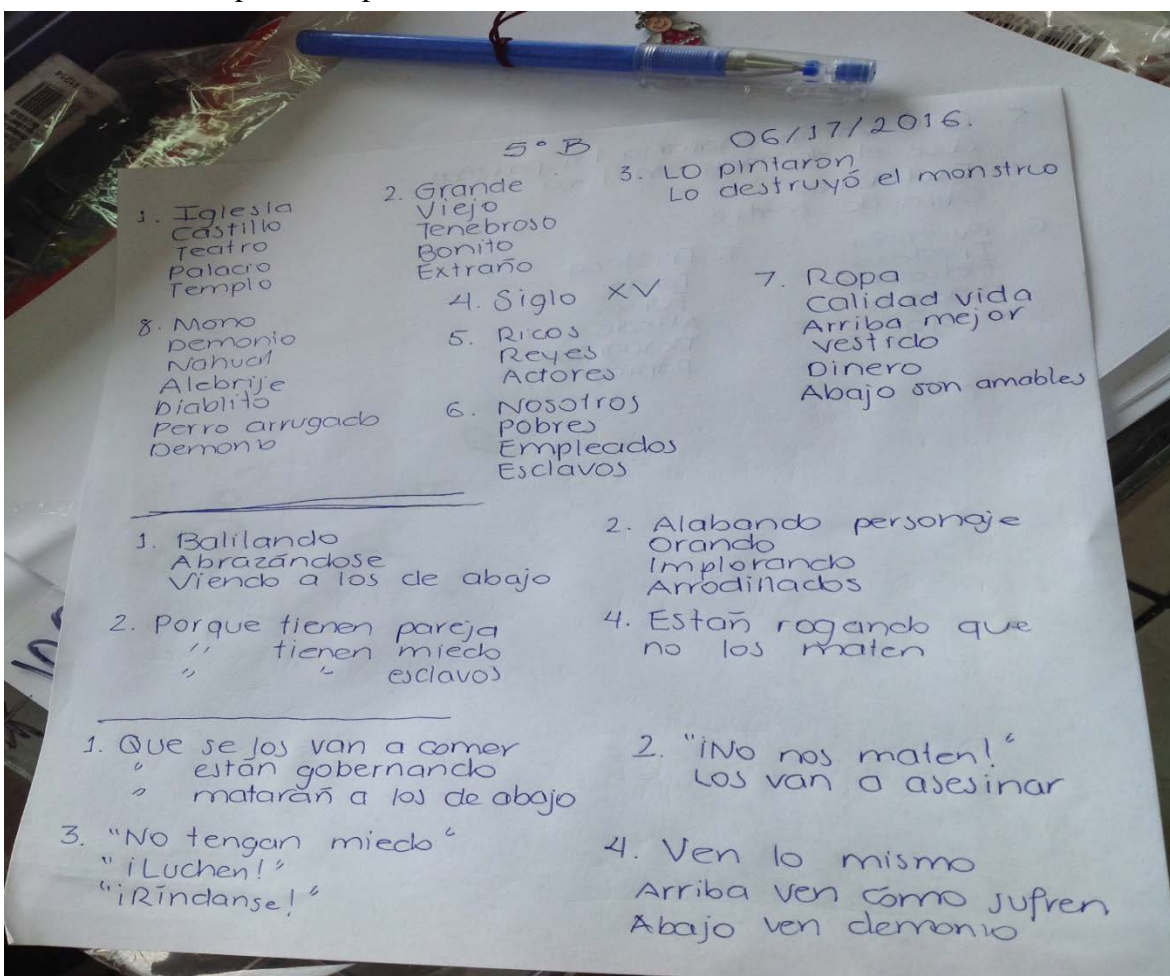 5° B
06/17/2016.
1. Iglesia
Castillo
Teatro
Palacio
Templo
2. Grande
Viejo
Tenebroso
Bonito
Extraño
3. Lo pintaron
Lo destruyó el monstruo
4. Siglo XV
5. Ricos
Reyes
Actores
6. Nosotros
Pobres
Empleados
Esclavos
7. Ropa
Calidad vida
Arriba mejor
vestido
Dinero
Abajo son amables
8. Mono
Demonio
Nahual
Alebrije
Diablito
Perro arrugado
Demonio
1. Balilando
Abrazándose
Viendo a los de abajo
2. Alabando personaje
Orando
Implorando
Arrodillados
2. Porque tienen pareja
" tienen miedo
" " esclavos
4. Están rogando que
no los maten
1. Que se los van a comer
" están gobernando
" matarán a los de abajo
2. "¡No nos maten!"
Los van a asesinar
3. "No tengan miedo"
"¡Luchen!"
"¡Ríndanse!"
4. Ven lo mismo
Arriba ven como sufren
Abajo ven demonio